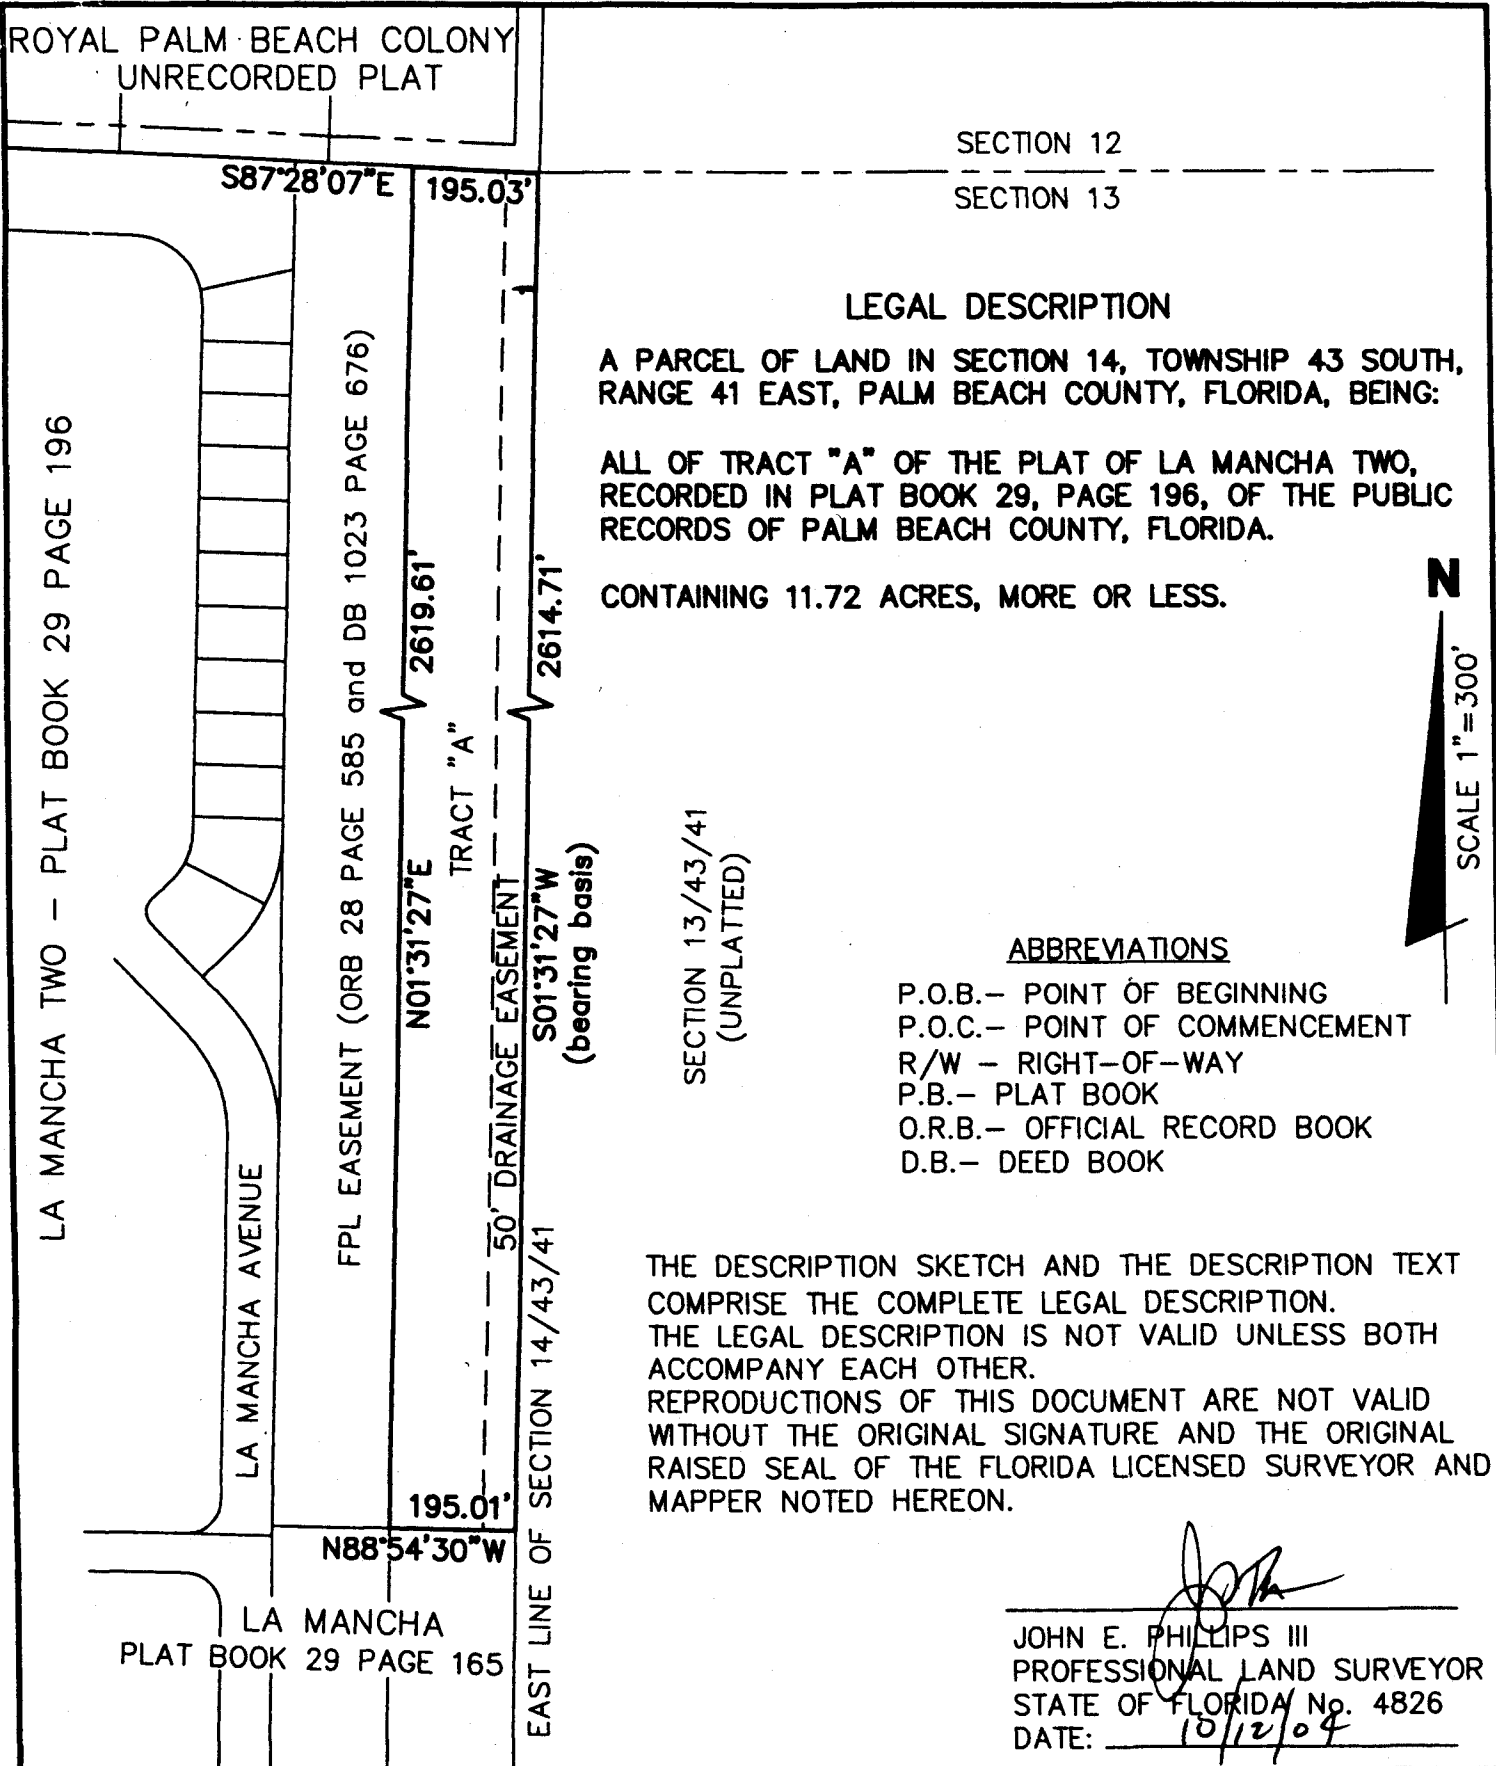 ROYAL PALM BEACH COLONY
UNRECORDED PLAT
SECTION 12
SECTION 13
S87°28'07"E
195.03'
LEGAL DESCRIPTION
A PARCEL OF LAND IN SECTION 14, TOWNSHIP 43 SOUTH,
RANGE 41 EAST, PALM BEACH COUNTY, FLORIDA, BEING:
ALL OF TRACT "A" OF THE PLAT OF LA MANCHA TWO,
RECORDED IN PLAT BOOK 29, PAGE 196, OF THE PUBLIC
RECORDS OF PALM BEACH COUNTY, FLORIDA.
CONTAINING 11.72 ACRES, MORE OR LESS.
LA MANCHA TWO - PLAT BOOK 29 PAGE 196
FPL EASEMENT (ORB 28 PAGE 585 and DB 1023 PAGE 676)
N01°31'27"E
2619.61'
TRACT "A"
50' DRAINAGE EASEMENT
S01°31'27"W
2614.71'
(bearing basis)
SECTION 13/43/41
(UNPLATTED)
N
SCALE 1"=300'
ABBREVIATIONS
P.O.B.- POINT OF BEGINNING
P.O.C.- POINT OF COMMENCEMENT
R/W - RIGHT-OF-WAY
P.B.- PLAT BOOK
O.R.B.- OFFICIAL RECORD BOOK
D.B.- DEED BOOK
LA MANCHA AVENUE
EAST LINE OF SECTION 14/43/41
THE DESCRIPTION SKETCH AND THE DESCRIPTION TEXT
COMPRISE THE COMPLETE LEGAL DESCRIPTION.
THE LEGAL DESCRIPTION IS NOT VALID UNLESS BOTH
ACCOMPANY EACH OTHER.
REPRODUCTIONS OF THIS DOCUMENT ARE NOT VALID
WITHOUT THE ORIGINAL SIGNATURE AND THE ORIGINAL
RAISED SEAL OF THE FLORIDA LICENSED SURVEYOR AND
MAPPER NOTED HEREON.
195.01'
N88°54'30"W
LA MANCHA
PLAT BOOK 29 PAGE 165
JOHN E. PHILLIPS III
PROFESSIONAL LAND SURVEYOR
STATE OF FLORIDA No. 4826
DATE: 10/12/04